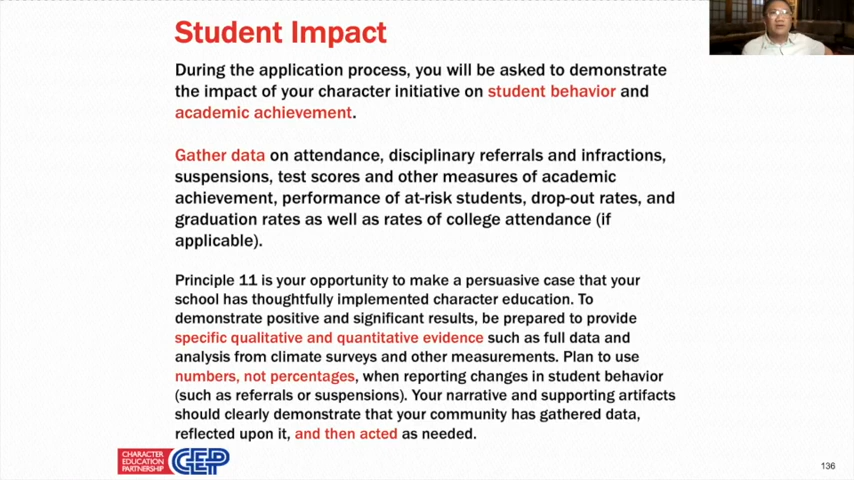 Student Impact
During the application process, you will be asked to demonstrate
the impact of your character initiative on student behavior and
academic achievement.
Gather data on attendance, disciplinary referrals and infractions,
suspensions, test scores and other measures of academic
achievement, performance of at-risk students, drop-out rates, and
graduation rates as well as rates of college attendance (if
applicable).
Principle 11 is your opportunity to make a persuasive case that your
school has thoughtfully implemented character education. To
demonstrate positive and significant results, be prepared to provide
specific qualitative and quantitative evidence such as full data and
analysis from climate surveys and other measurements. Plan to use
numbers, not percentages, when reporting changes in student behavior
(such as referrals or suspensions). Your narrative and supporting artifacts
should clearly demonstrate that your community has gathered data,
reflected upon it, and then acted as needed.
CHARACTER
EDUCATION
PARTNERSHIP
CEP
136